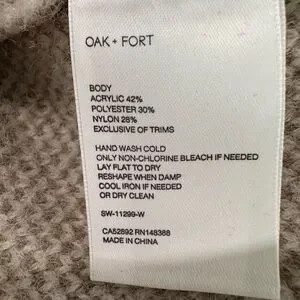 OAK + FORT
BODY
ACRYLIC 42%
POLYESTER 30%
NYLON 28%
EXCLUSIVE OF TRIMS
HAND WASH COLD
ONLY NON-CHLORINE BLEACH IF NEEDED
LAY FLAT TO DRY
RESHAPE WHEN DAMP
COOL IRON IF NEEDED
OR DRY CLEAN
SW-11299-W
CA52892 RN148388
MADE IN CHINA